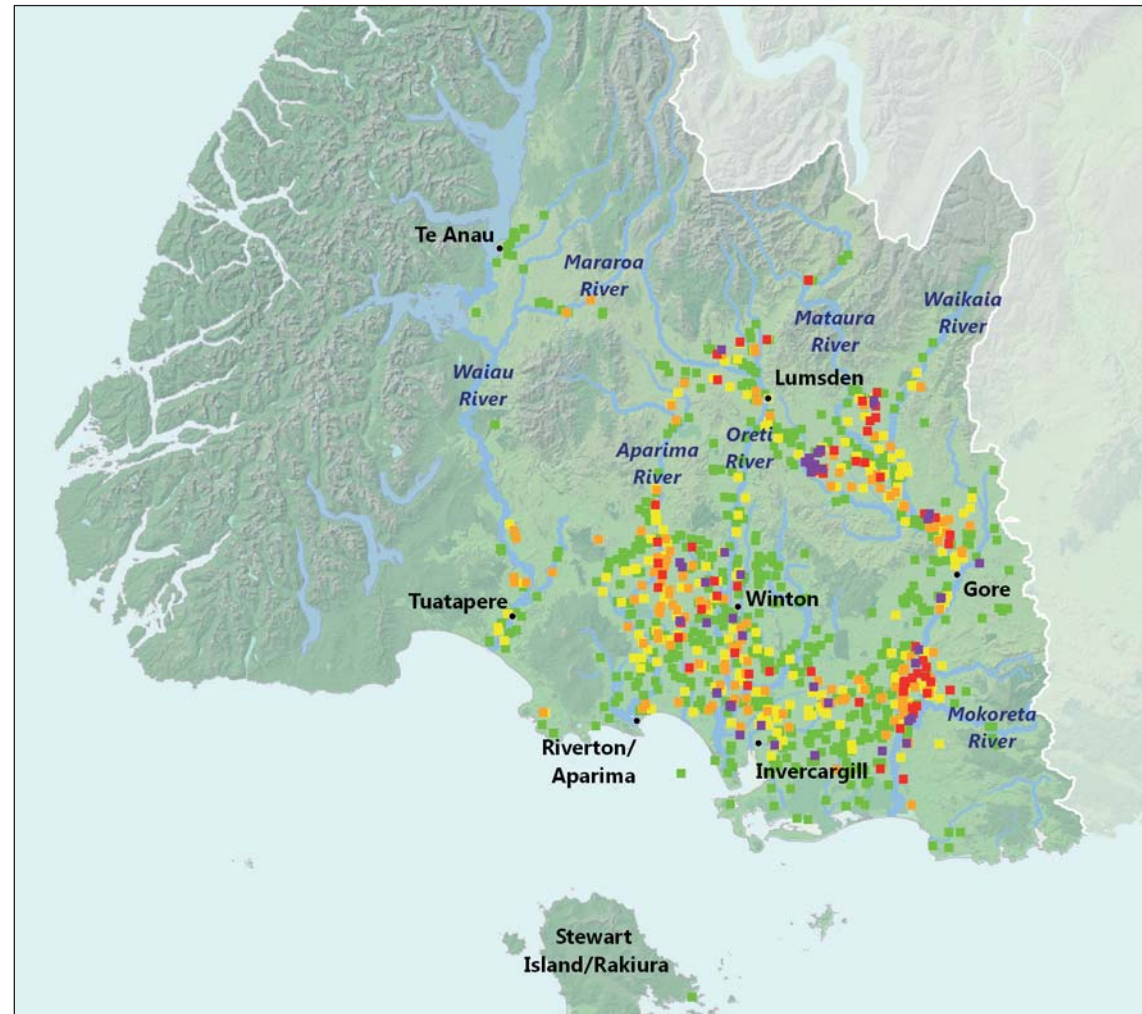 Te Anau
Mararoa
River
Waikaia
River
Mataura
River
Waiau
River
Lumsden
Oreti
River
Aparima
River
Gore
Winton
Tuatapere
Mokoreta
River
Riverton/
Aparima
Invercargill
Stewart
Island/Rakiura